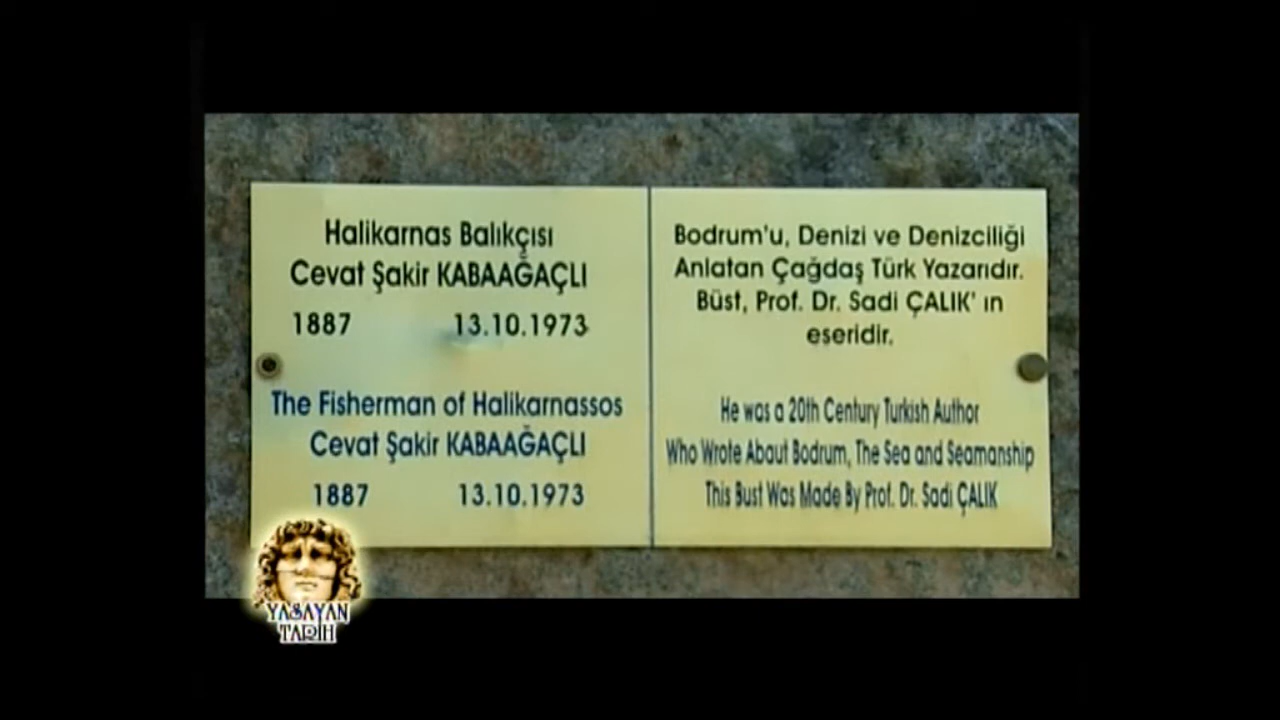 Halikarnas Balıkçısı
Cevat Şakir KABAAĞAÇLI
1887 13.10.1973
The Fisherman of Halikarnassos
Cevat Şakir KABAAĞAÇLI
1887 13.10.1973
Bodrum'u, Denizi ve Denizciliği
Anlatan Çağdaş Türk Yazarıdır.
Büst, Prof. Dr. Sadi ÇALIK' ın
eseridir.
He was a 20th Century Turkish Author
Who Wrote Abaut Bodrum, The Sea and Seamanship
This Bust Was Made By Prof. Dr. Sadi ÇALIK
YAŞAYAN
TARİH